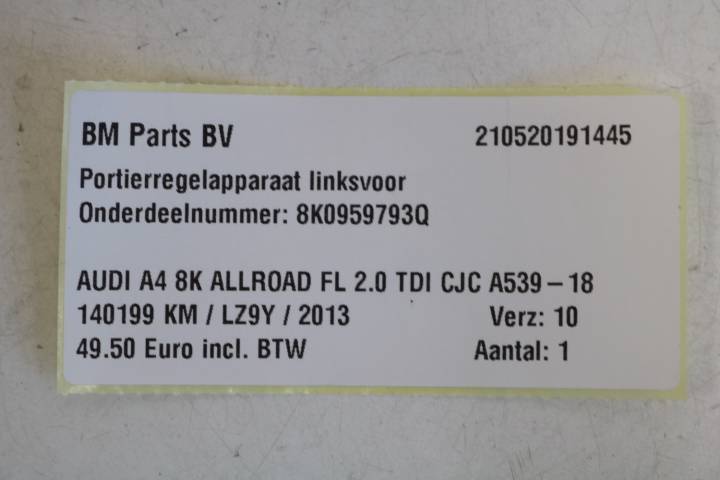 BM Parts BV 210520191445
Portierregelapparaat linksvoor
Onderdeelnummer: 8K0959793Q
AUDI A4 8K ALLROAD FL 2.0 TDI CJC A539-18
140199 KM / LZ9Y / 2013 Verz: 10
49.50 Euro incl. BTW Aantal: 1